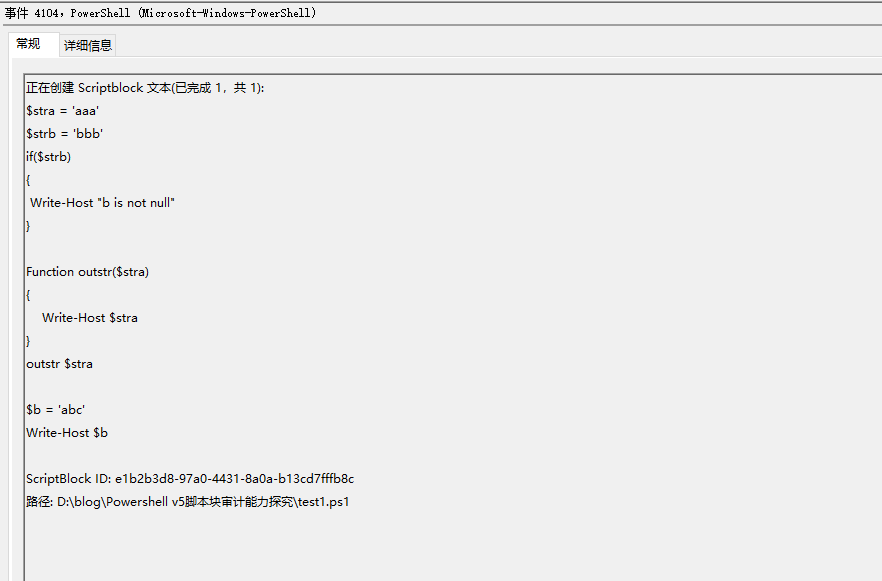 事件 4104，PowerShell (Microsoft-Windows-PowerShell)
常规
详细信息
正在创建 Scriptblock 文本(已完成 1，共 1):
$stra = 'aaa'
$strb = 'bbb'
if($strb)
{
Write-Host "b is not null"
}
Function outstr($stra)
{
Write-Host $stra
}
outstr $stra
$b = 'abc'
Write-Host $b
ScriptBlock ID: e1b2b3d8-97a0-4431-8a0a-b13cd7fffb8c
路径: D:\blog\Powershell v5脚本块审计能力探究\test1.ps1